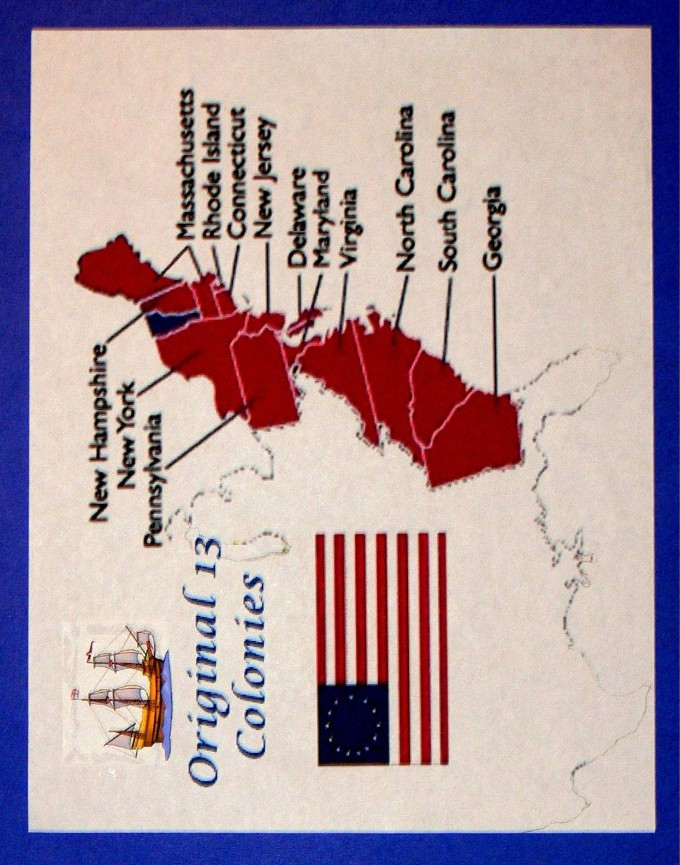 New Hampshire
New York
Pennsylvania
Massachusetts
Rhode Island
Connecticut
New Jersey
Delaware
Maryland
Virginia
North Carolina
South Carolina
Georgia
Original 13
Colonies